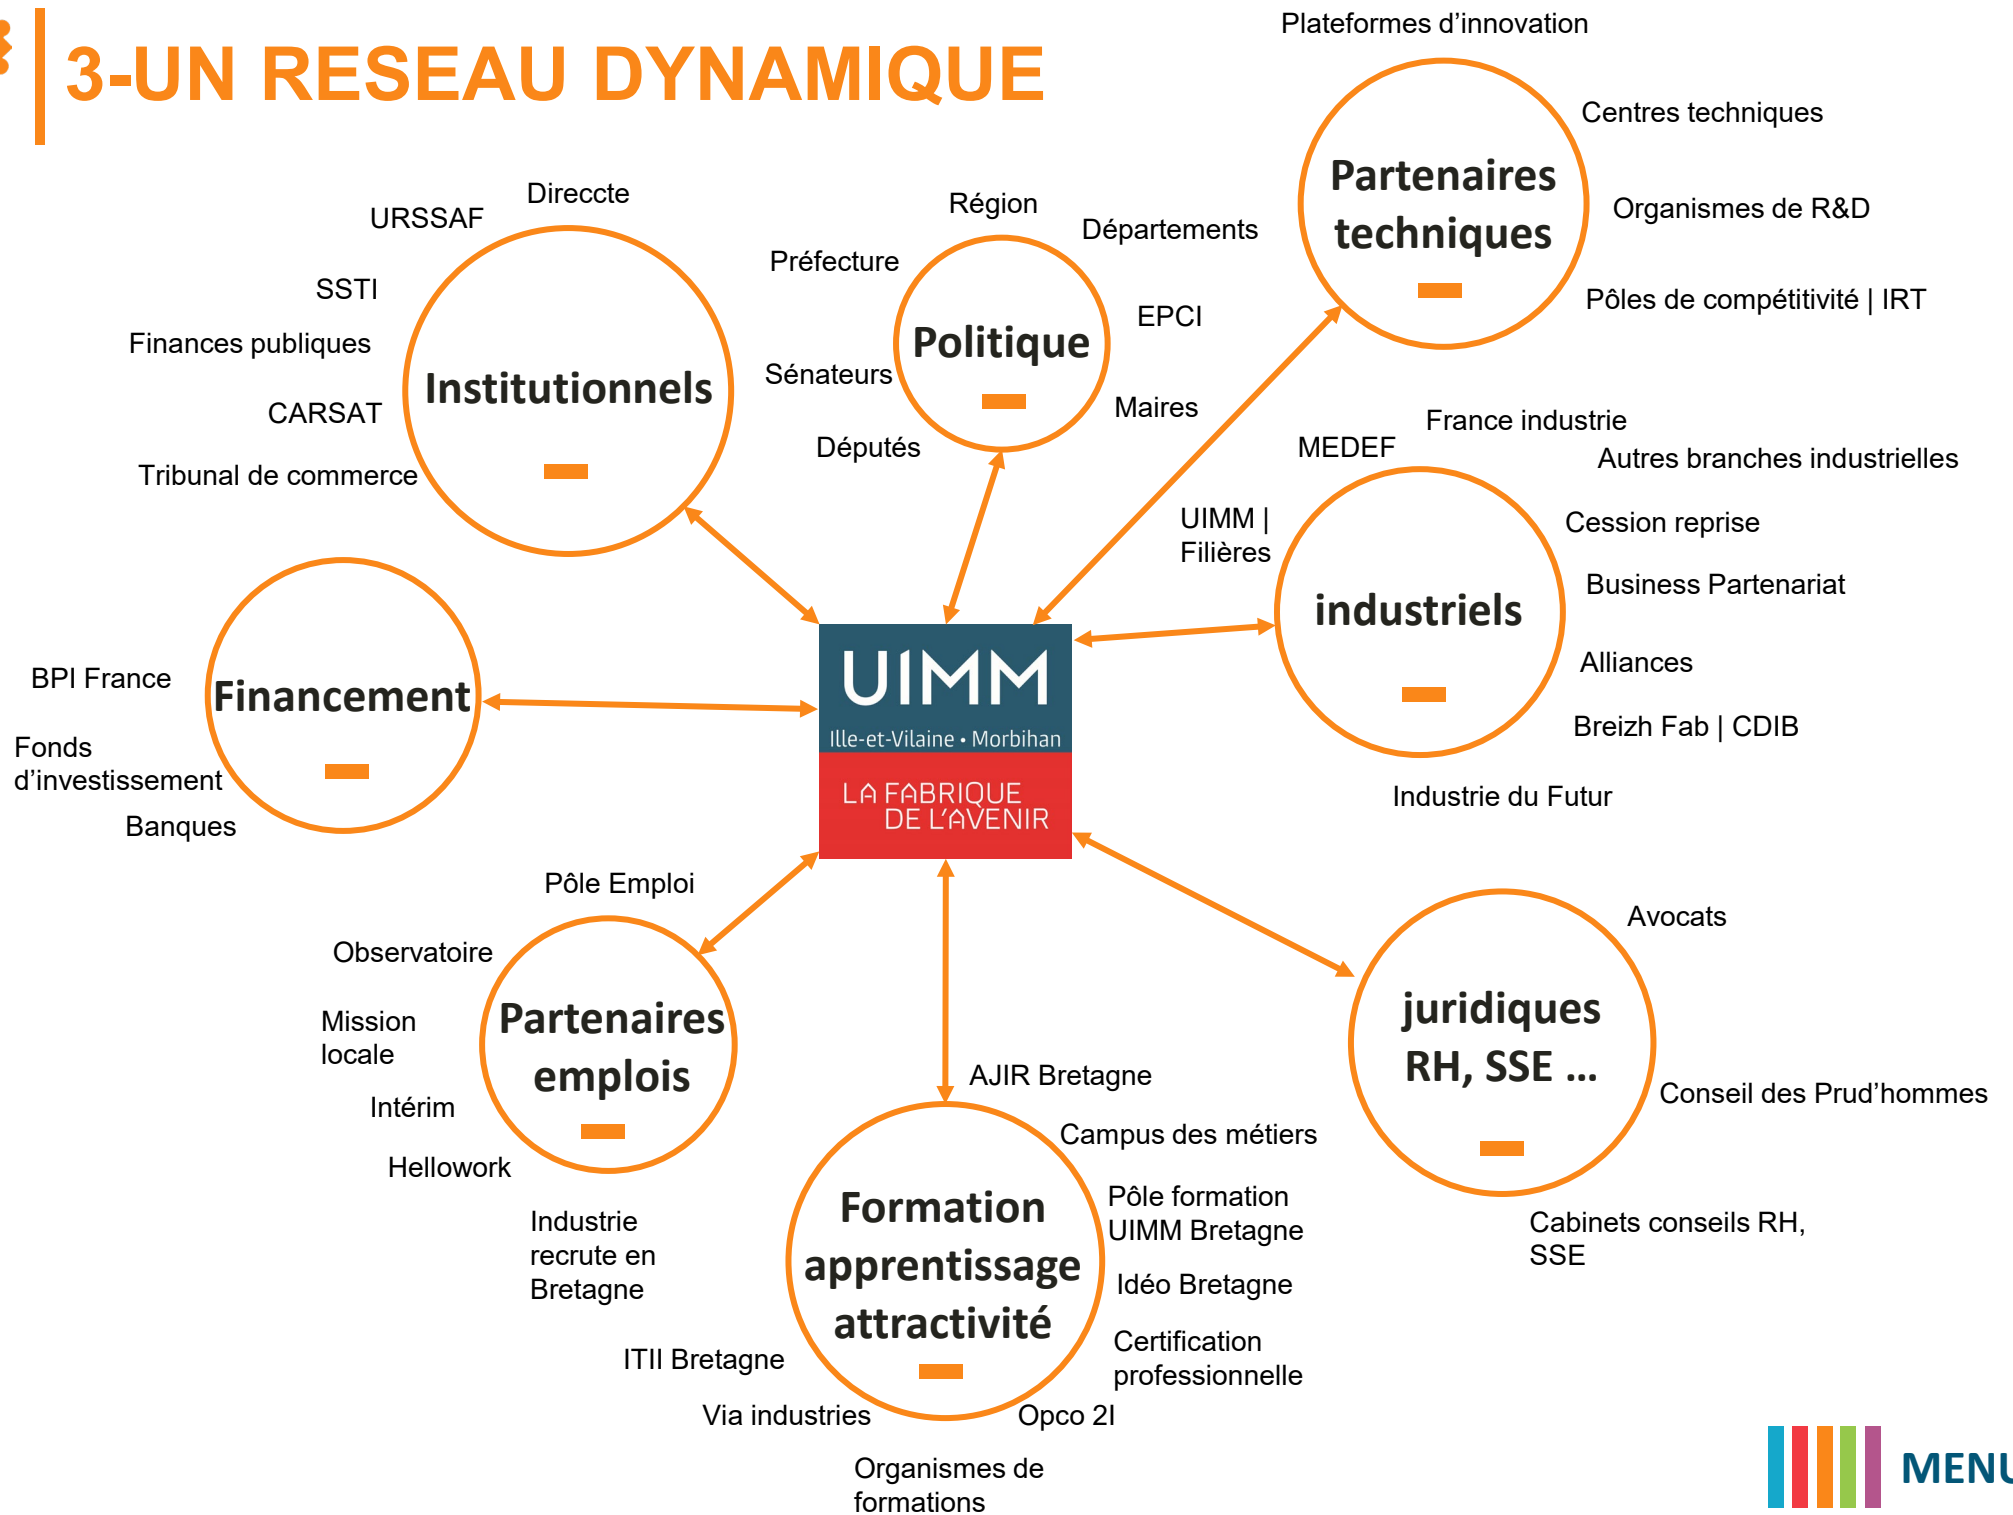 3-UN RESEAU DYNAMIQUE
Direccte
URSSAF
SSTI
Finances publiques
CARSAT
Tribunal de commerce
Institutionnels
Région
Départements
Préfecture
EPCI
Sénateurs
Maires
Députés
Politique
Plateformes d’innovation
Centres techniques
Organismes de R&D
Pôles de compétitivité | IRT
Partenaires
techniques
France industrie
MEDEF
Autres branches industrielles
UIMM |
Filières
Cession reprise
Business Partenariat
Alliances
Breizh Fab | CDIB
Industrie du Futur
industriels
BPI France
Fonds
d’investissement
Banques
Financement
UIMM
Ille-et-Vilaine • Morbihan
LA FABRIQUE
DE L’AVENIR
Pôle Emploi
Observatoire
Mission
locale
Intérim
Hellowork
Industrie
recrute en
Bretagne
Partenaires
emplois
AJIR Bretagne
Campus des métiers
Pôle formation
UIMM Bretagne
Idéo Bretagne
Certification
professionnelle
Opco 2I
Organismes de
formations
Via industries
ITII Bretagne
Formation
apprentissage
attractivité
Avocats
Conseil des Prud’hommes
Cabinets conseils RH,
SSE
juridiques
RH, SSE ...
MENU